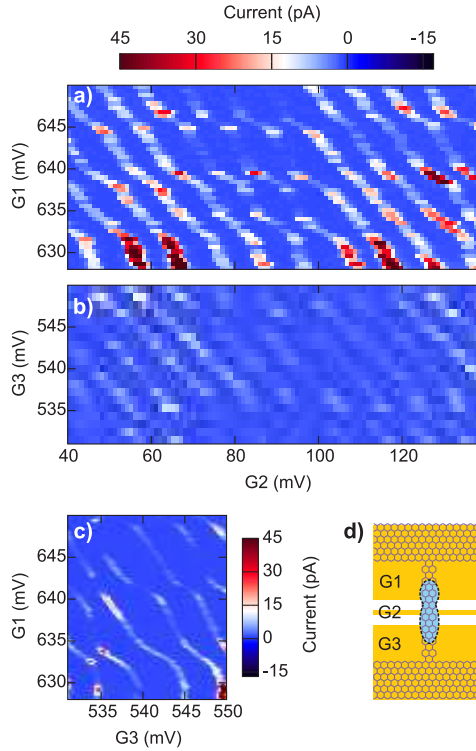 Current (pA)
45 30 15 0 -15
a)
G1 (mV)
645
640
635
630
b)
G3 (mV)
545
540
535
40 60 80 100 120
G2 (mV)
c)
G1 (mV)
645
640
635
630
535 540 545 550
G3 (mV)
45
30
15
0
-15
Current (pA)
d)
G1
G2
G3